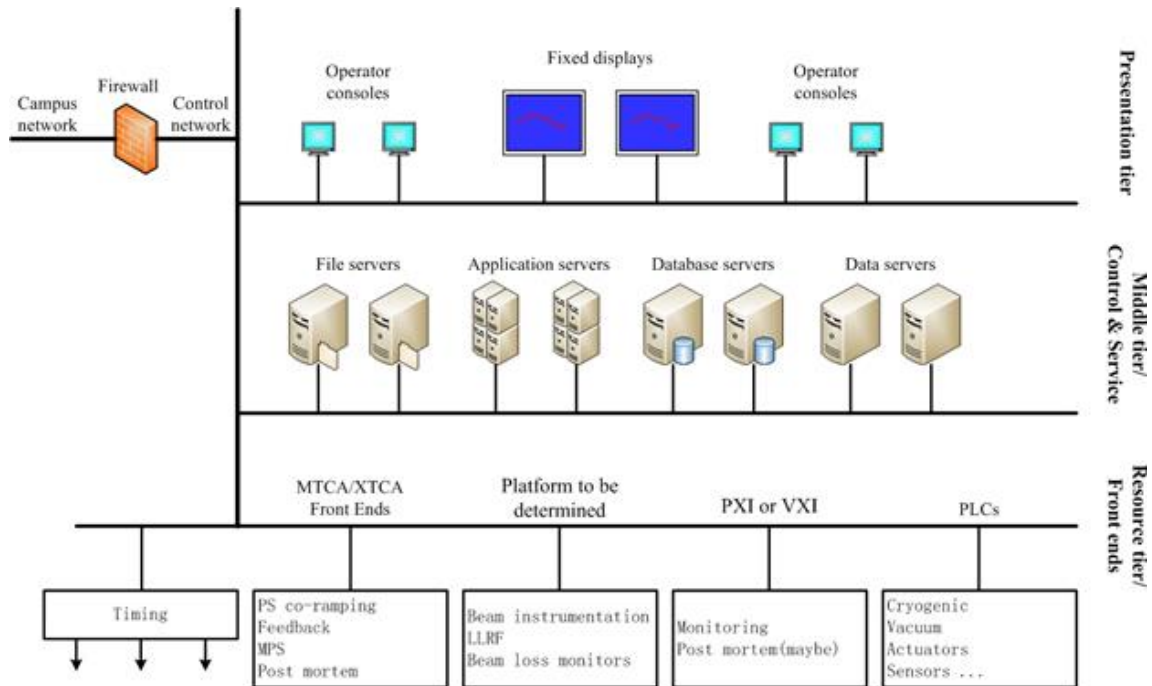 Campus
network
Firewall
Control
network
Operator
consoles
Fixed displays
Operator
consoles
Presentation tier
File servers
Application servers
Database servers
Data servers
Middle tier/
Control & Service
MTCA/XTCA
Front Ends
Platform to be
determined
PXI or VXI
PLCs
Resource tier/
Front ends
Timing
PS co-ramping
Feedback
MPS
Post mortem
Beam instrumentation
LLRF
Beam loss monitors
Monitoring
Post mortem(maybe)
Cryogenic
Vacuum
Actuators
Sensors ...